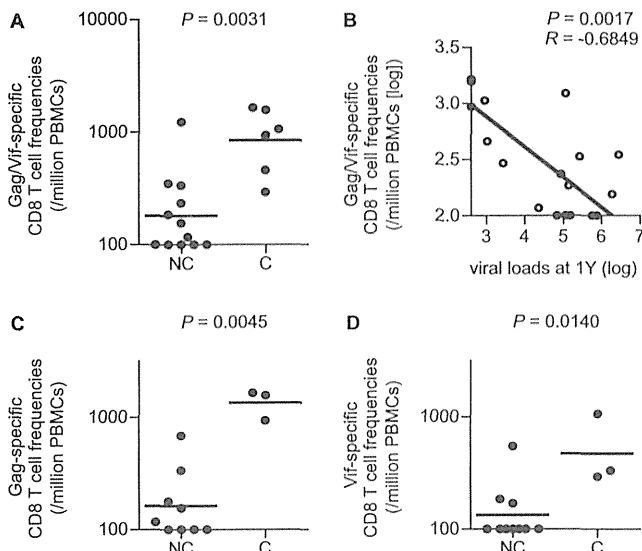 A
P = 0.0031
Gag/Vif-specific
CD8 T cell frequencies
(/million PBMCs)
10000
1000
100
NC
C
B
P = 0.0017
R = -0.6849
Gag/Vif-specific
CD8 T cell frequencies
(/million PBMCs [log])
3.5
3.0
2.5
2.0
3
4
5
6
7
viral loads at 1Y (log)
C
P = 0.0045
Gag-specific
CD8 T cell frequencies
(/million PBMCs)
1000
100
NC
C
D
P = 0.0140
Vif-specific
CD8 T cell frequencies
(/million PBMCs)
1000
100
NC
C